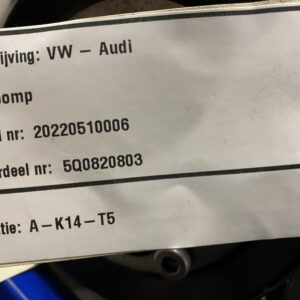 ijving: VW – Audi
omp
l nr: 20220510006
rdeel nr: 5Q0820803
tie: A–K14–T5